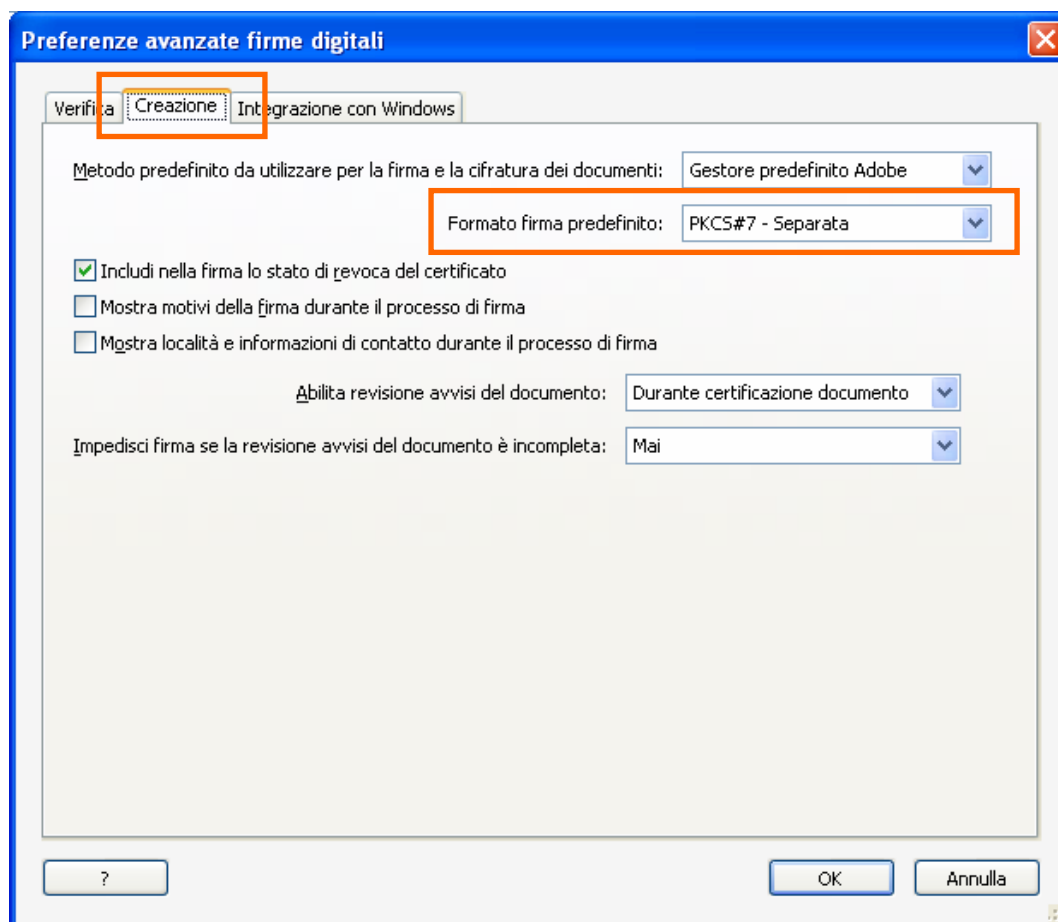 Preferenze avanzate firme digitali
Verifica Creazione Integrazione con Windows
Metodo predefinito da utilizzare per la firma e la cifratura dei documenti: Gestore predefinito Adobe
Formato firma predefinito: PKCS#7 - Separata
Includi nella firma lo stato di revoca del certificato
Mostra motivi della firma durante il processo di firma
Mostra località e informazioni di contatto durante il processo di firma
Abilita revisione avvisi del documento: Durante certificazione documento
Impedisci firma se la revisione avvisi del documento è incompleta: Mai
? OK Annulla